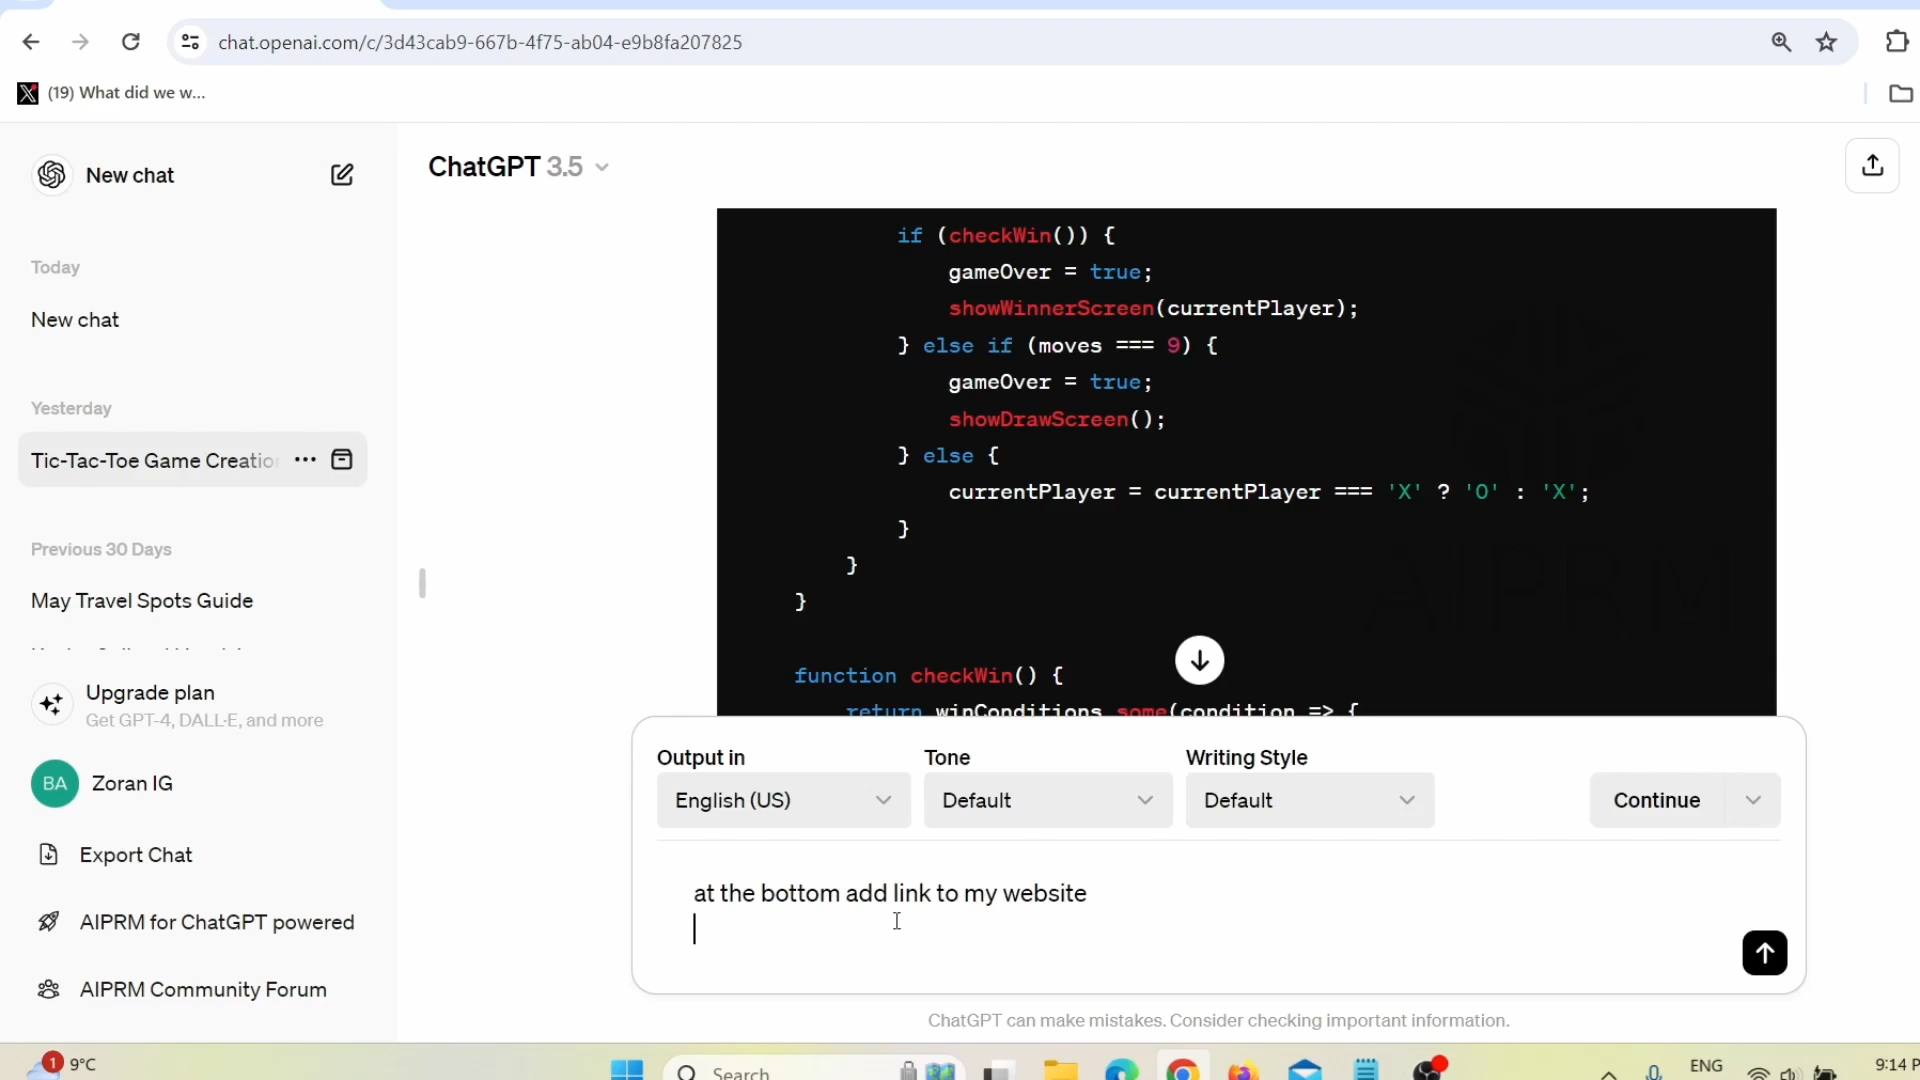 chat.openai.com/c/3d43cab9-667b-4f75-ab04-e9b8fa207825
(19) What did we w...
New chat
ChatGPT 3.5
Today
New chat
Yesterday
Tic-Tac-Toe Game Creation
Previous 30 Days
May Travel Spots Guide
Upgrade plan
Get GPT-4, DALL·E, and more
BA Zoran IG
Export Chat
AIPRM for ChatGPT powered
AIPRM Community Forum
if (checkWin()) {
gameOver = true;
showWinnerScreen(currentPlayer);
} else if (moves === 9) {
gameOver = true;
showDrawScreen();
} else {
currentPlayer = currentPlayer === 'X' ? 'O' : 'X';
}
}
}
function checkWin() {
return winConditions.some(condition => {
AIPRM
Output in
Tone
Writing Style
English (US)
Default
Default
Continue
at the bottom add link to my website
ChatGPT can make mistakes. Consider checking important information.
1
9°C
Search
ENG
9:14 P